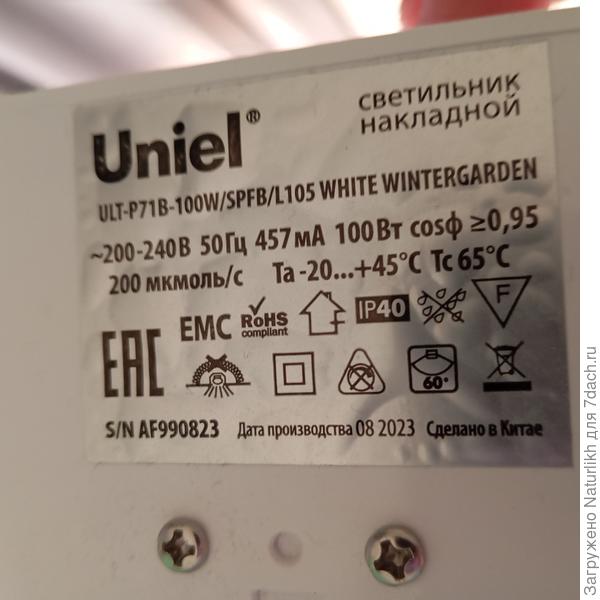 Uniel®
светильник
накладной
ULT-P71B-100W/SPFB/L105 WHITE WINTERGARDEN
~200-240В 50Гц 457мА 100Вт cosф ≥0,95
200 мкмоль/с Ta -20...+45°C Tc 65°C
EAC EMC RoHS compliant IP40 F
60°
S/N AF990823 Дата производства 08 2023 Сделано в Китае
Загружено Naturlikh для 7dach.ru